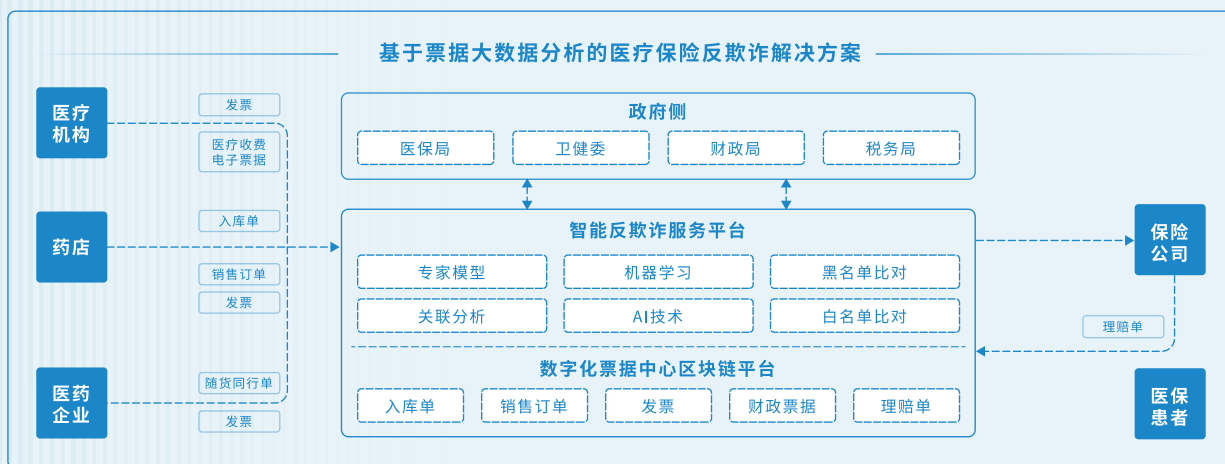 基于票据大数据分析的医疗保险反欺诈解决方案
医疗
机构
发票
医疗收费
电子票据
药店
入库单
销售订单
发票
医药
企业
随货同行单
发票
政府侧
医保局
卫健委
财政局
税务局
智能反欺诈服务平台
专家模型
机器学习
黑名单比对
关联分析
AI技术
白名单比对
数字化票据中心区块链平台
入库单
销售订单
发票
财政票据
理赔单
保险
公司
理赔单
医保
患者